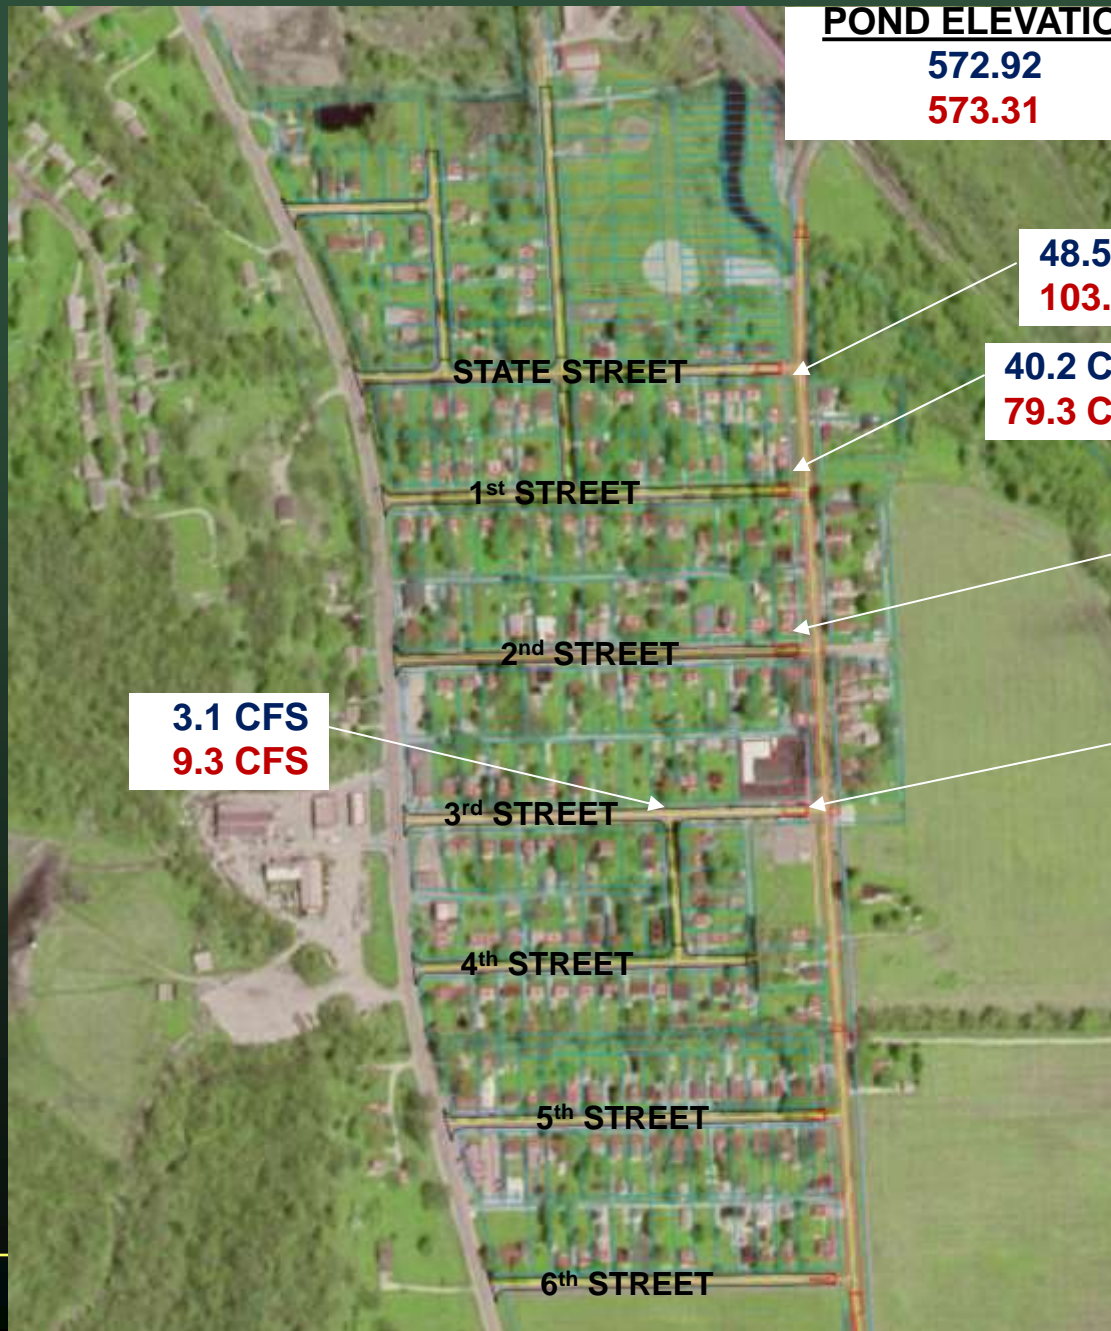 POND ELEVATIO
572.92
573.31
48.5
103.
40.2 C
79.3 C
STATE STREET
1st STREET
2nd STREET
3.1 CFS
9.3 CFS
3rd STREET
4th STREET
5th STREET
6th STREET